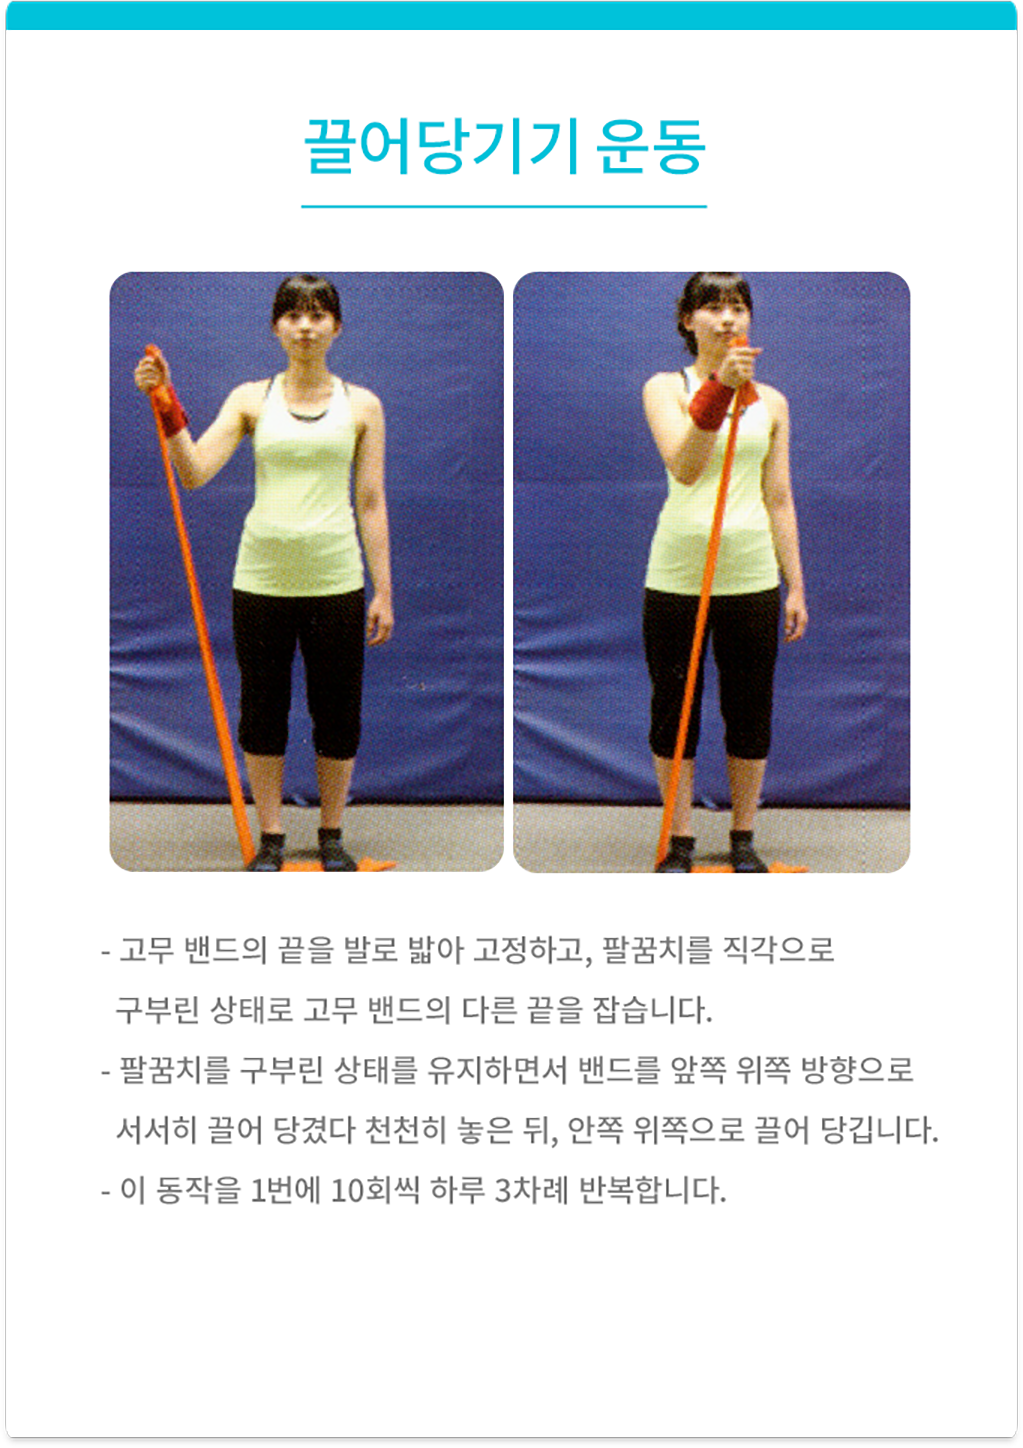 끌어당기기 운동
- 고무 밴드의 끝을 발로 밟아 고정하고, 팔꿈치를 직각으로
구부린 상태로 고무 밴드의 다른 끝을 잡습니다.
- 팔꿈치를 구부린 상태를 유지하면서 밴드를 앞쪽 위쪽 방향으로
서서히 끌어 당겼다 천천히 놓은 뒤, 안쪽 위쪽으로 끌어 당깁니다.
- 이 동작을 1번에 10회씩 하루 3차례 반복합니다.